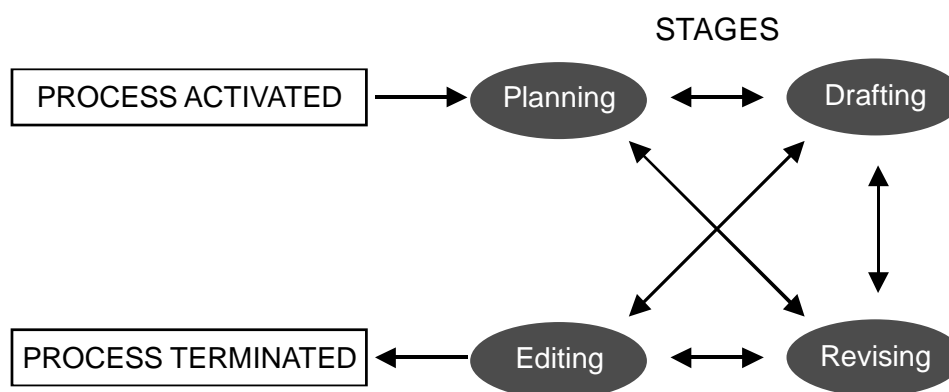 STAGES
PROCESS ACTIVATED
Planning
Drafting
PROCESS TERMINATED
Editing
Revising